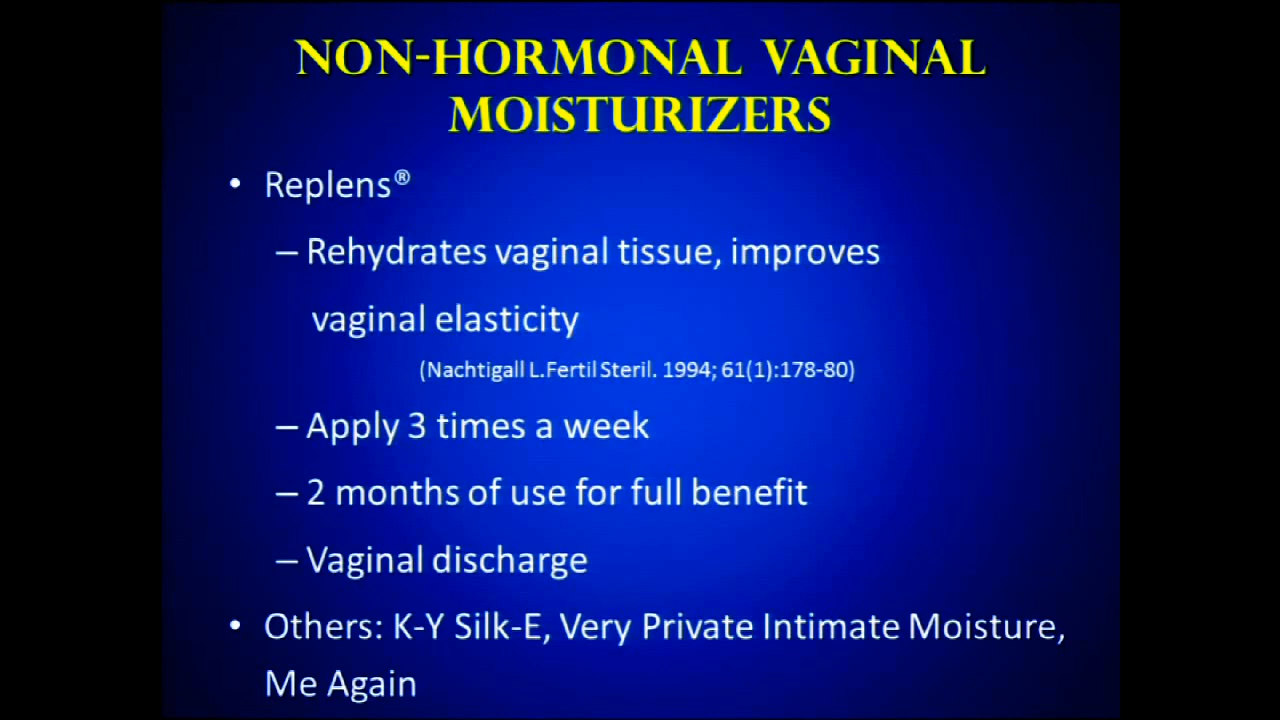 NON-HORMONAL VAGINAL
MOISTURIZERS
• Replens®
– Rehydrates vaginal tissue, improves
vaginal elasticity
(Nachtigall L.Fertil Steril. 1994; 61(1):178-80)
– Apply 3 times a week
– 2 months of use for full benefit
– Vaginal discharge
• Others: K-Y Silk-E, Very Private Intimate Moisture,
Me Again